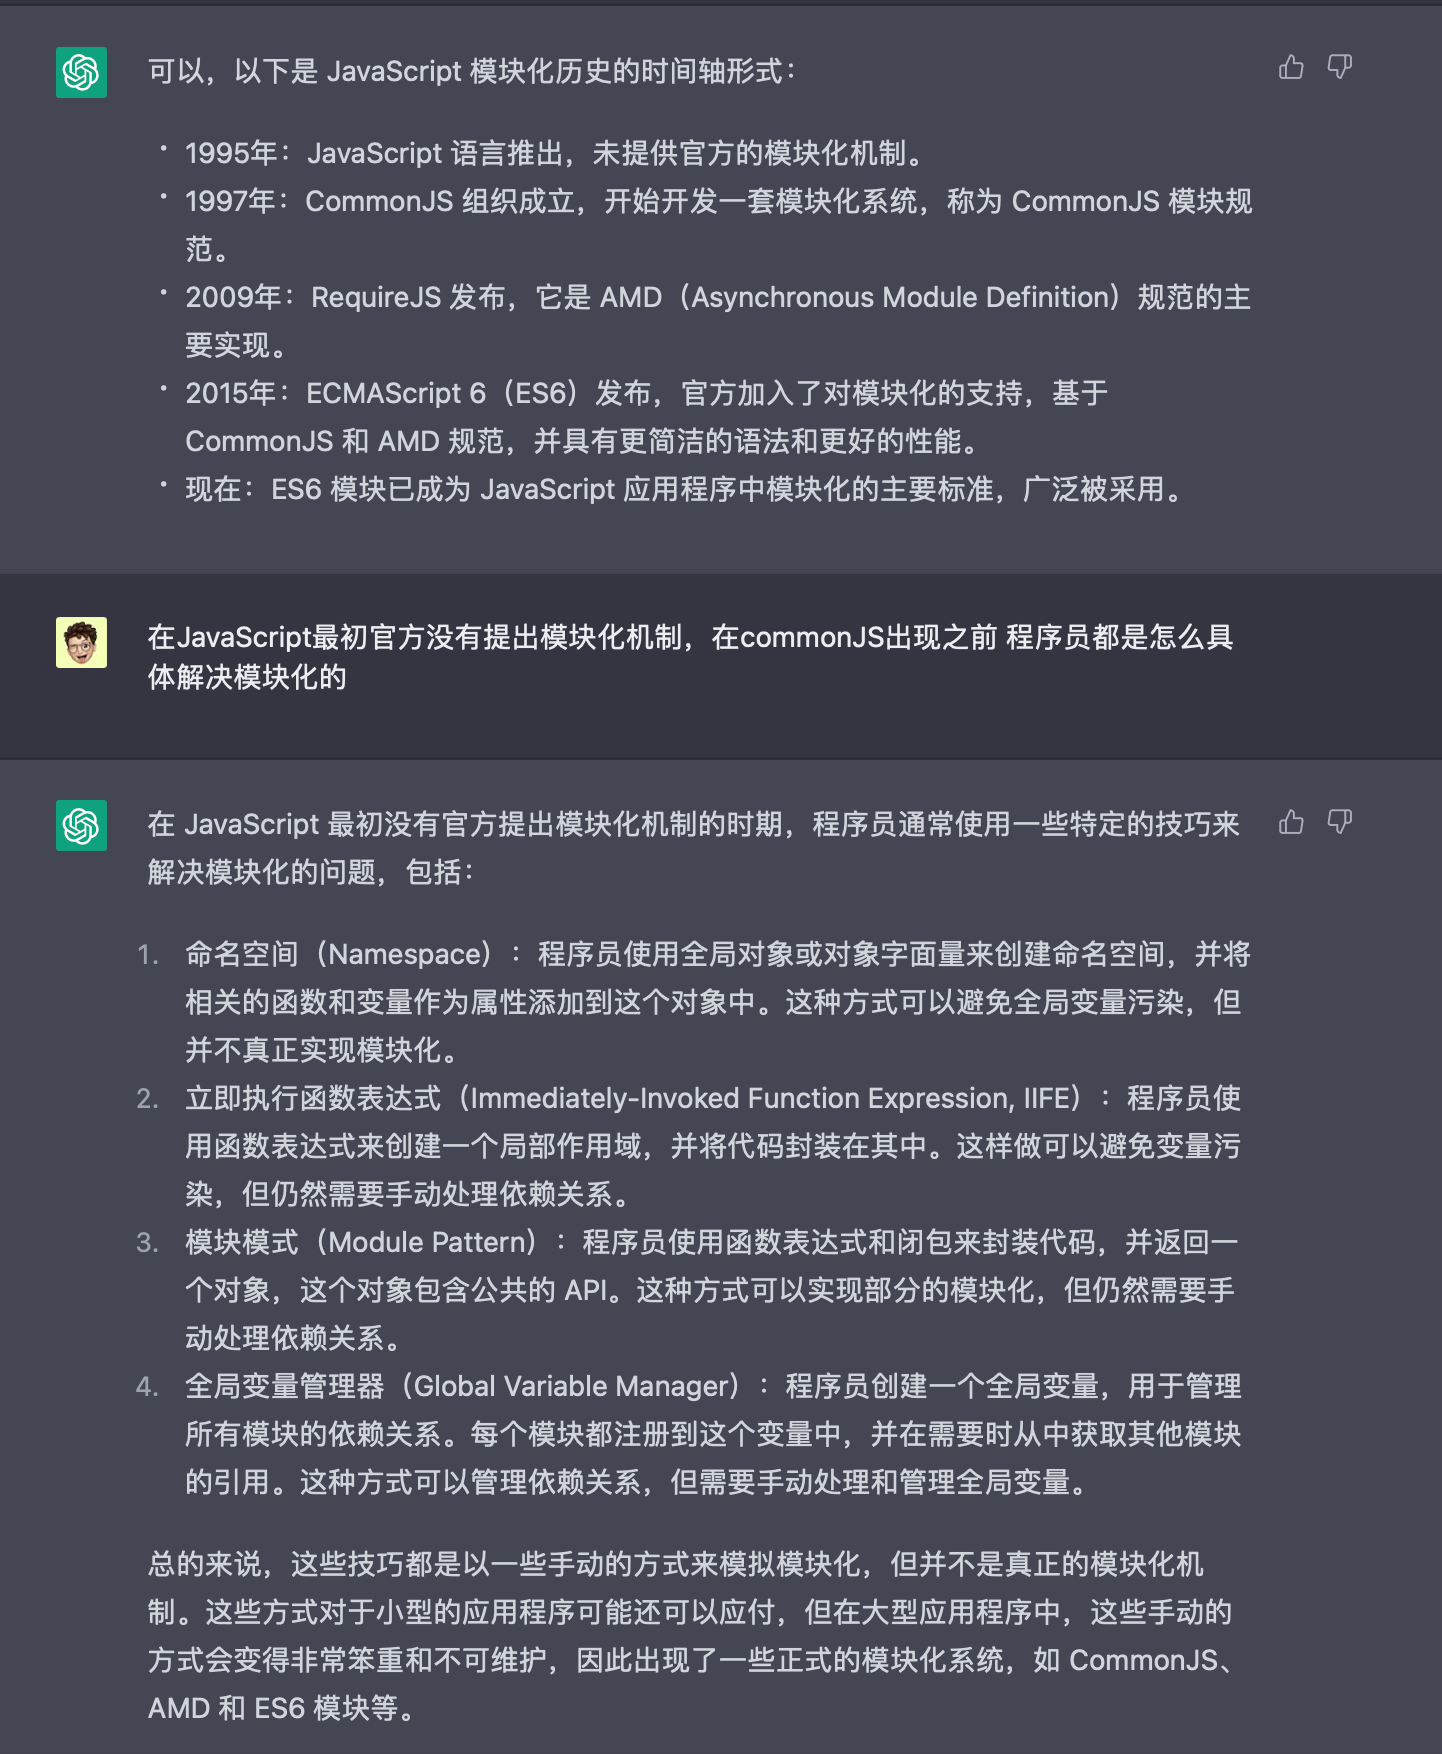 可以，以下是 JavaScript 模块化历史的时间轴形式：
• 1995年：JavaScript 语言推出，未提供官方的模块化机制。
• 1997年：CommonJS 组织成立，开始开发一套模块化系统，称为 CommonJS 模块规
范。
• 2009年：RequireJS 发布，它是 AMD（Asynchronous Module Definition）规范的主
要实现。
• 2015年：ECMAScript 6（ES6）发布，官方加入了对模块化的支持，基于
CommonJS 和 AMD 规范，并具有更简洁的语法和更好的性能。
• 现在：ES6 模块已成为 JavaScript 应用程序中模块化的主要标准，广泛被采用。
在JavaScript最初官方没有提出模块化机制，在commonJS出现之前 程序员都是怎么具
体解决模块化的
在 JavaScript 最初没有官方提出模块化机制的时期，程序员通常使用一些特定的技巧来
解决模块化的问题，包括：
1. 命名空间（Namespace）：程序员使用全局对象或对象字面量来创建命名空间，并将
相关的函数和变量作为属性添加到这个对象中。这种方式可以避免全局变量污染，但
并不真正实现模块化。
2. 立即执行函数表达式（Immediately-Invoked Function Expression, IIFE）：程序员使
用函数表达式来创建一个局部作用域，并将代码封装在其中。这样做可以避免变量污
染，但仍然需要手动处理依赖关系。
3. 模块模式（Module Pattern）：程序员使用函数表达式和闭包来封装代码，并返回一
个对象，这个对象包含公共的 API。这种方式可以实现部分的模块化，但仍然需要手
动处理依赖关系。
4. 全局变量管理器（Global Variable Manager）：程序员创建一个全局变量，用于管理
所有模块的依赖关系。每个模块都注册到这个变量中，并在需要时从中获取其他模块
的引用。这种方式可以管理依赖关系，但需要手动处理和管理全局变量。
总的来说，这些技巧都是以一些手动的方式来模拟模块化，但并不是真正的模块化机
制。这些方式对于小型的应用程序可能还可以应付，但在大型应用程序中，这些手动的
方式会变得非常笨重和不可维护，因此出现了一些正式的模块化系统，如 CommonJS、
AMD 和 ES6 模块等。